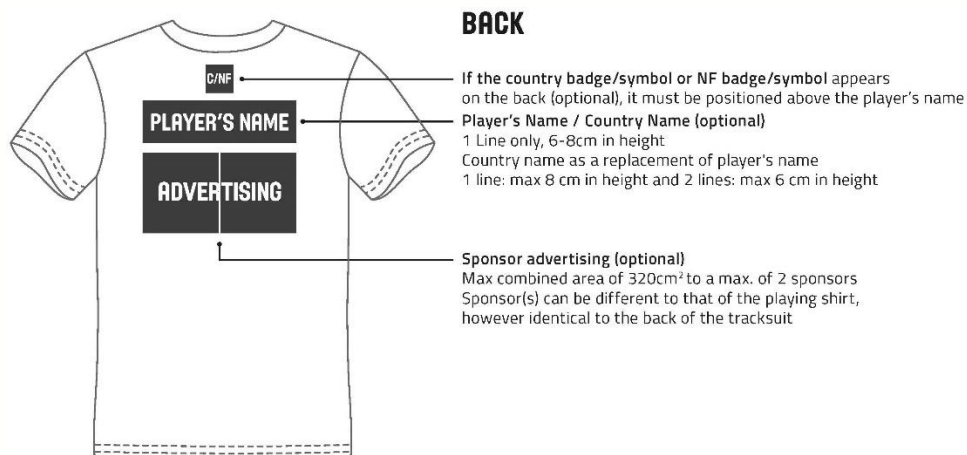 BACK
C/NF
If the country badge/symbol or NF badge/symbol appears
on the back (optional), it must be positioned above the player's name
PLAYER'S NAME
Player's Name / Country Name (optional)
1 Line only, 6-8cm in height
Country name as a replacement of player's name
1 line: max 8 cm in height and 2 lines: max 6 cm in height
ADVERTISING
Sponsor advertising (optional)
Max combined area of 320cm² to a max. of 2 sponsors
Sponsor(s) can be different to that of the playing shirt,
however identical to the back of the tracksuit